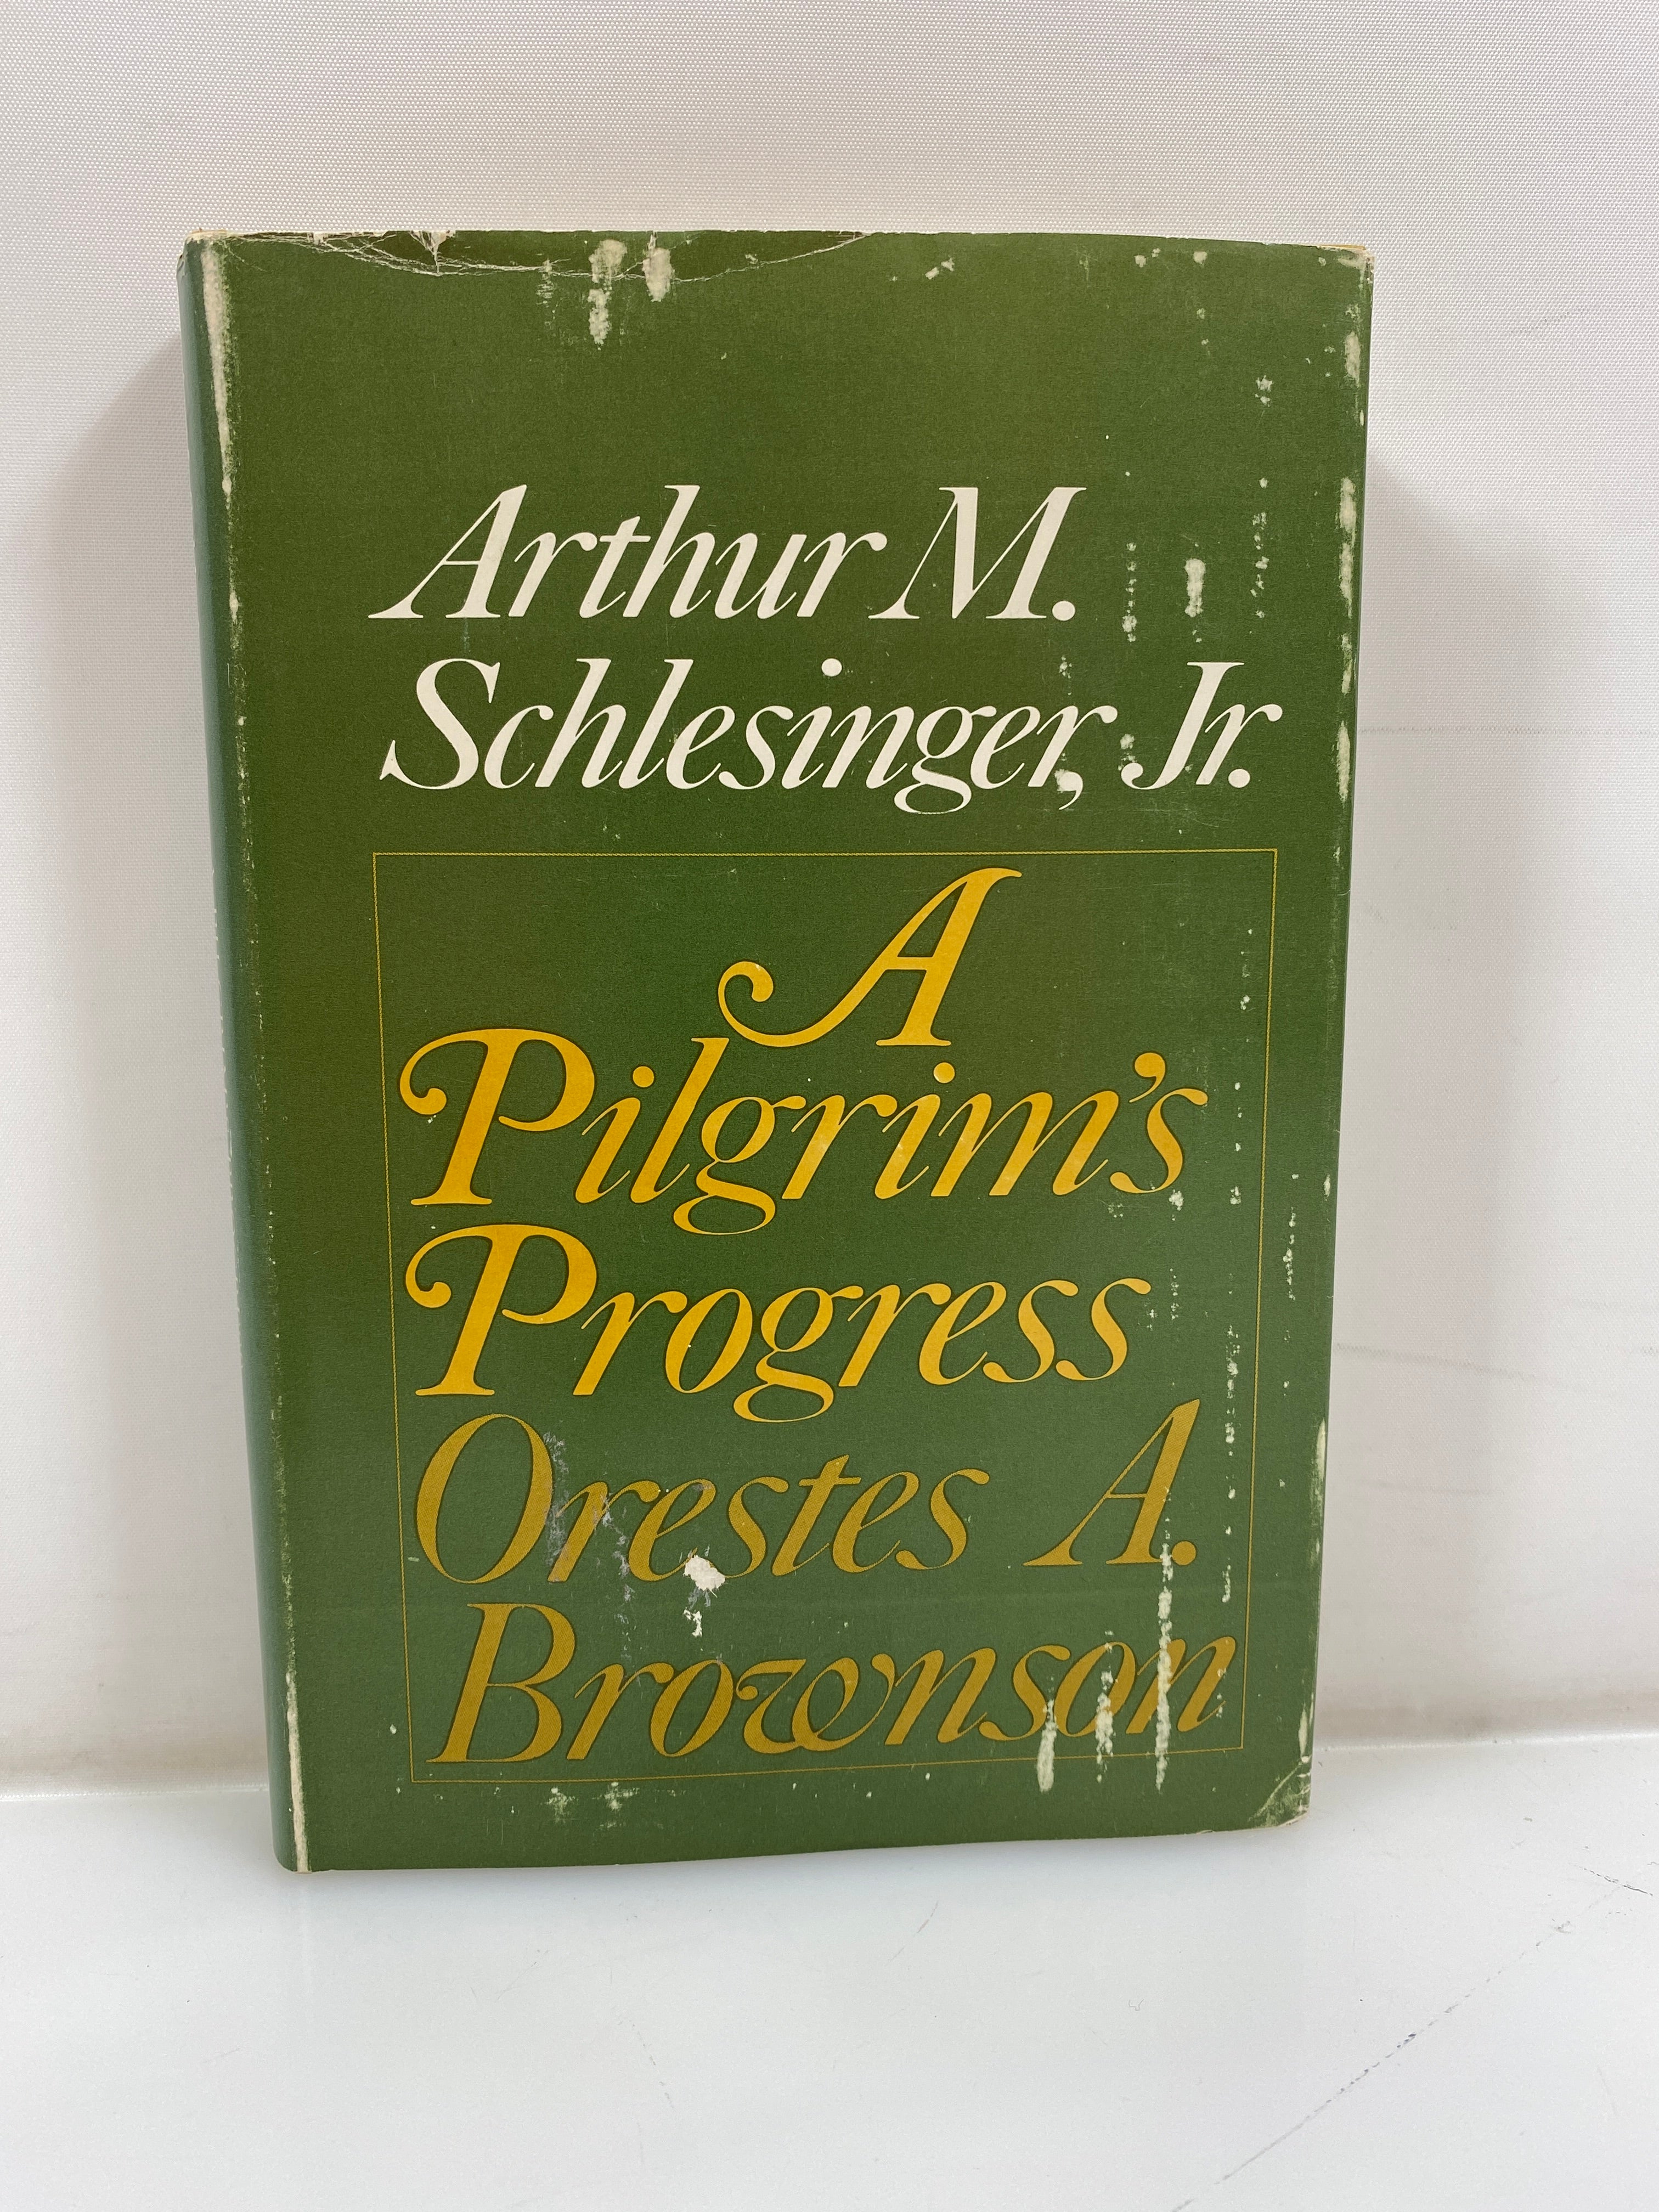 Arthur M.
Schlesinger, Jr.
A
Pilgrim's
Progress
Orestes A.
Brownson